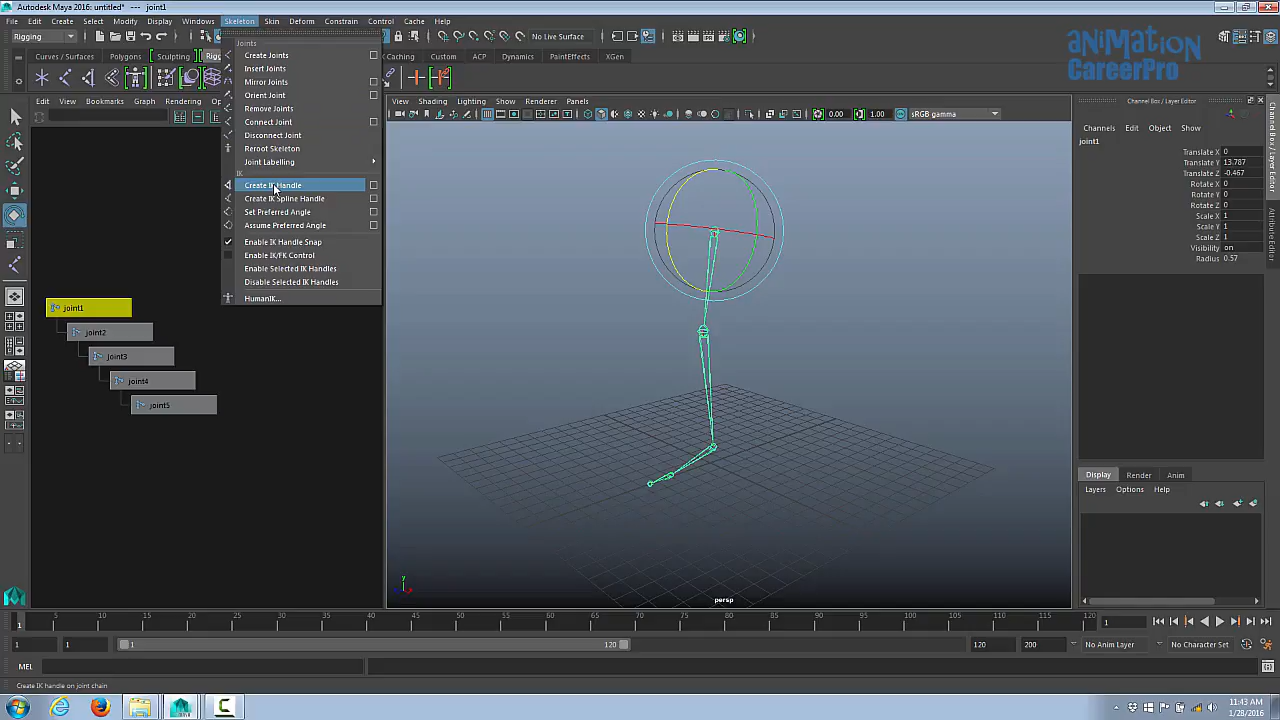 Autodesk Maya 2016: untitled* --- joint1
File Edit Create Select Modify Display Windows Skeleton Skin Deform Constrain Control Cache Help
Rigging
No Live Surface
Curves / Surfaces Polygons Sculpting Caching ACP Dynamics PaintEffects XGen
aniMation
CareerPro
Edit View Bookmarks Graph Rendering
View Shading Lighting Show Renderer Panels
0.00 1.00 sRGB gamma
Joints
Create Joints
Insert Joints
Mirror Joints
Orient Joint
Remove Joints
Connect Joint
Disconnect Joint
Reroot Skeleton
Joint Labelling
IK
Create IK Handle
Create IK Spline Handle
Set Preferred Angle
Assume Preferred Angle
Enable IK Handle Snap
Enable IK/FK Control
Enable Selected IK Handles
Disable Selected IK Handles
HumanIK...
joint1
joint2
joint3
joint4
joint5
y
persp
Channel Box / Layer Editor
Channels Edit Object Show
joint1
Translate X 0
Translate Y 13.787
Translate Z -0.467
Rotate X 0
Rotate Y 0
Rotate Z 0
Scale X 1
Scale Y 1
Scale Z 1
Visibility on
Radius 0.57
Channel Box / Layer Editor
Attribute Editor
Display Render Anim
Layers Options Help
5 10 15 20 25 30 35 40 45 50 55 60 65 70 75 80 85 90 95 100 105 110 115 120
1
1
1 1 1 120 120 200 No Anim Layer No Character Set
MEL
Create IK handle on joint chain
11:43 AM
1/28/2016